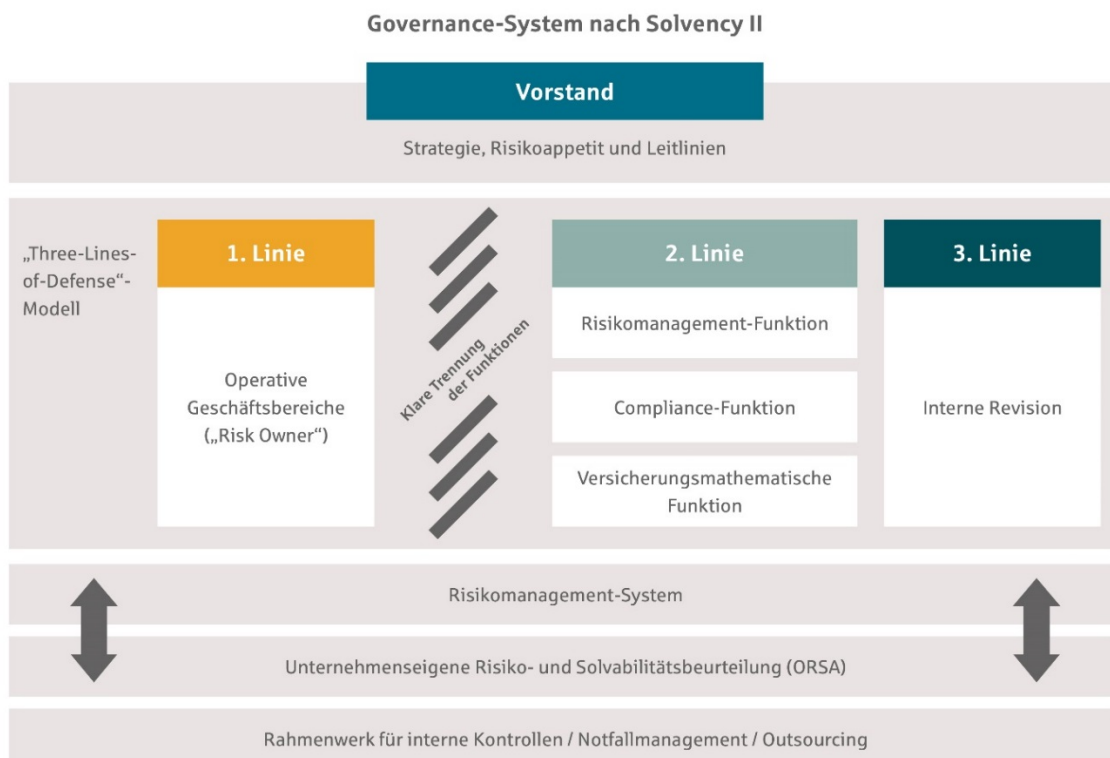 Governance-System nach Solvency II
Vorstand
Strategie, Risikoappetit und Leitlinien
„Three-Lines-
of-Defense“-
Modell
1. Linie
Operative
Geschäftsbereiche
(„Risk Owner“)
Klare Trennung
der Funktionen
2. Linie
Risikomanagement-Funktion
Compliance-Funktion
Versicherungsmathematische
Funktion
3. Linie
Interne Revision
Risikomanagement-System
Unternehmenseigene Risiko- und Solvabilitätsbeurteilung (ORSA)
Rahmenwerk für interne Kontrollen / Notfallmanagement / Outsourcing